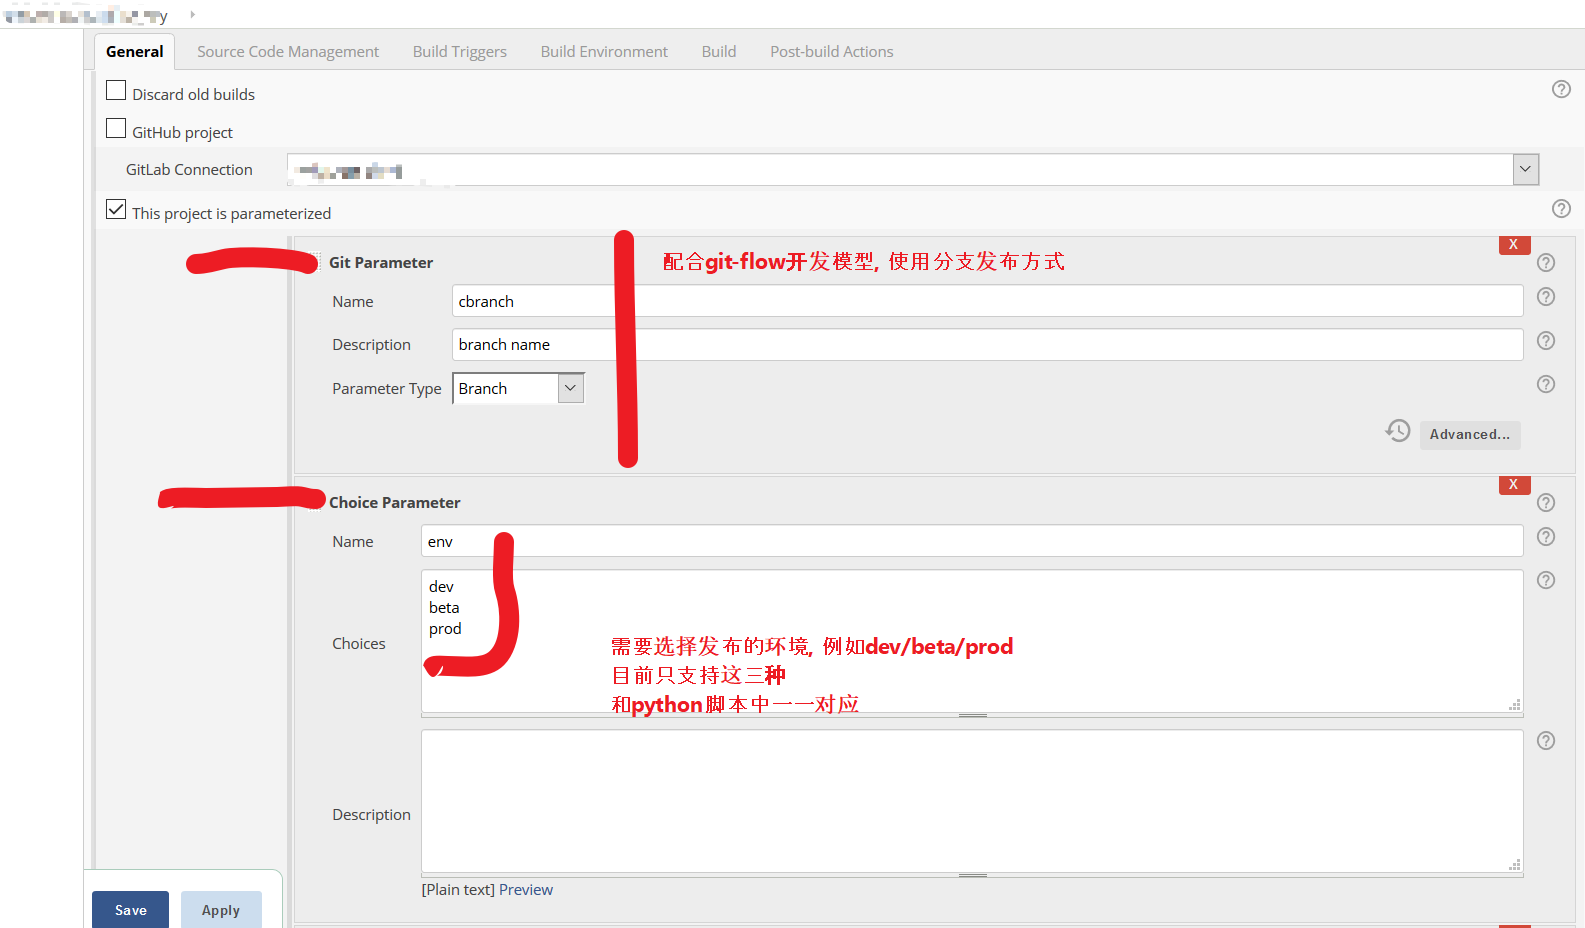 y
General Source Code Management Build Triggers Build Environment Build Post-build Actions
Discard old builds
GitHub project
GitLab Connection
This project is parameterized
X
Git Parameter 配合git-flow开发模型, 使用分支发布方式
Name cbranch
Description branch name
Parameter Type Branch
Advanced...
X
Choice Parameter
Name env
Choices
dev
beta
prod
需要选择发布的环境, 例如dev/beta/prod
目前只支持这三种
和python脚本中一一对应
Description
[Plain text] Preview
Save Apply